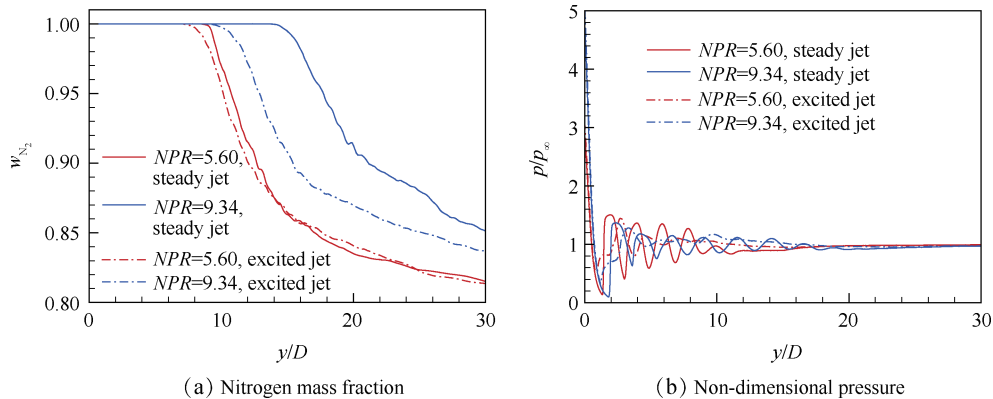 1.00
0.95
0.90
0.85
0.80
w_N₂
0
10
20
30
y/D
NPR=5.60,
steady jet
NPR=9.34,
steady jet
NPR=5.60, excited jet
NPR=9.34, excited jet
(a) Nitrogen mass fraction
5
4
3
2
1
0
p/p∞
0
10
20
30
y/D
NPR=5.60, steady jet
NPR=9.34, steady jet
NPR=5.60, excited jet
NPR=9.34, excited jet
(b) Non-dimensional pressure